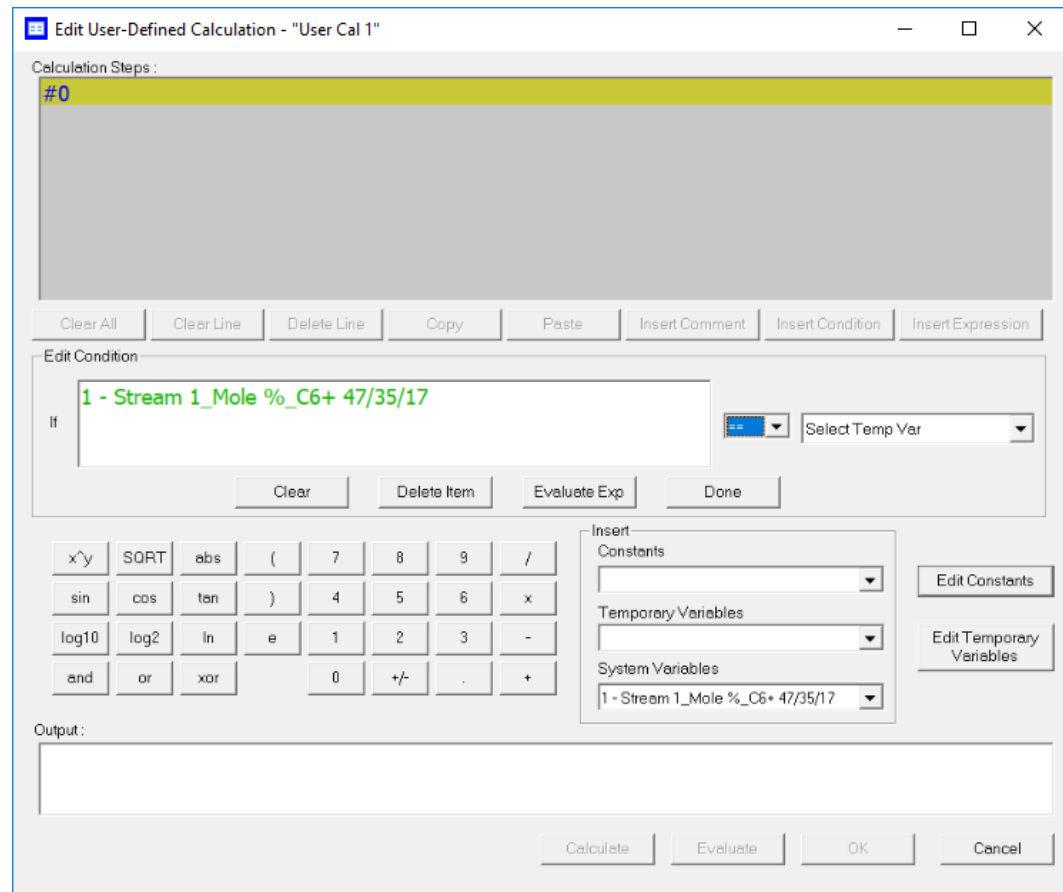 Edit User-Defined Calculation - "User Cal 1"
Calculation Steps :
#0
Clear All Clear Line Delete Line Copy Paste Insert Comment Insert Condition Insert Expression
Edit Condition
If 1 - Stream 1_Mole %_C6+ 47/35/17 == Select Temp Var
Clear Delete Item Evaluate Exp Done
Insert
Constants
x^y SQRT abs ( 7 8 9 /
Edit Constants
sin cos tan ) 4 5 6 x
Temporary Variables
log10 log2 ln e 1 2 3 -
Edit Temporary
Variables
System Variables
and or xor 0 +/- . +
1 - Stream 1_Mole %_C6+ 47/35/17
Output :
Calculate Evaluate OK Cancel